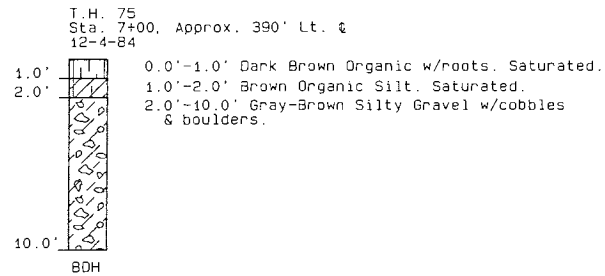 T.H. 75
Sta. 7+00, Approx. 390' Lt. ℄
12-4-84
1.0'
2.0'
10.0'
0.0'-1.0' Dark Brown Organic w/roots. Saturated.
1.0'-2.0' Brown Organic Silt. Saturated.
2.0'-10.0' Gray-Brown Silty Gravel w/cobbles
& boulders.
BOH